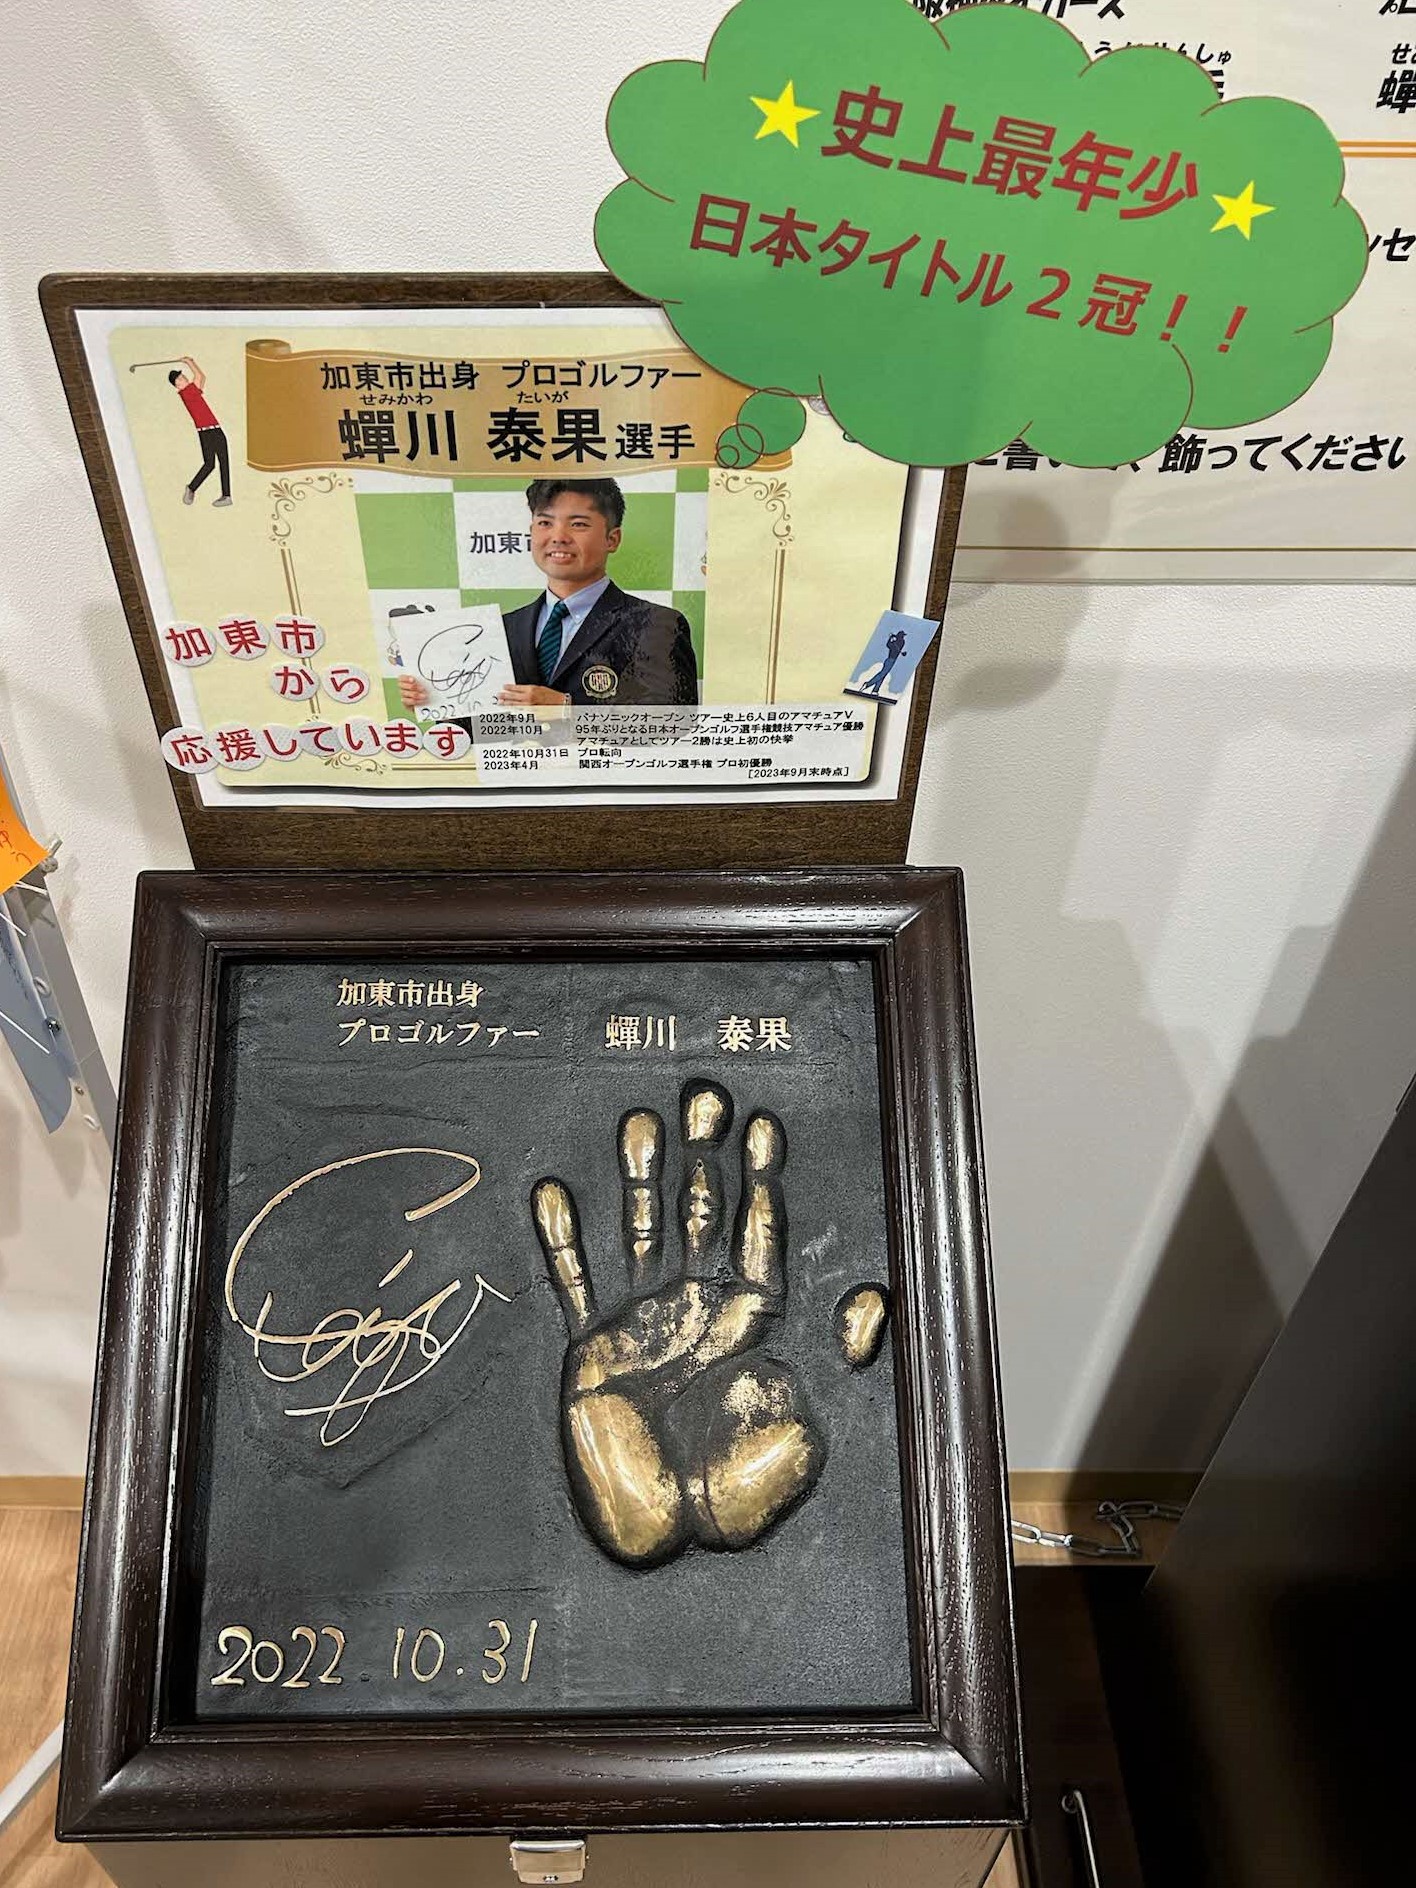 ★史上最年少★
日本タイトル2冠！！
せ
蟬
しゅ
飾ってください
加東市出身 プロゴルファー
せみかわ たいが
蟬川 泰果選手
加東市
加東市
から
応援しています
2022.10.31
2022年9月 パナソニックオープン ツアー史上6人目のアマチュアV
2022年10月 95年ぶりとなる日本オープンゴルフ選手権競技アマチュア優勝
アマチュアとしてツアー2勝は史上初の快挙
2022年10月31日 プロ転向
2023年4月 関西オープンゴルフ選手権 プロ初優勝
[2023年9月末時点]
加東市出身
プロゴルファー 蟬川 泰果
2022 10.31